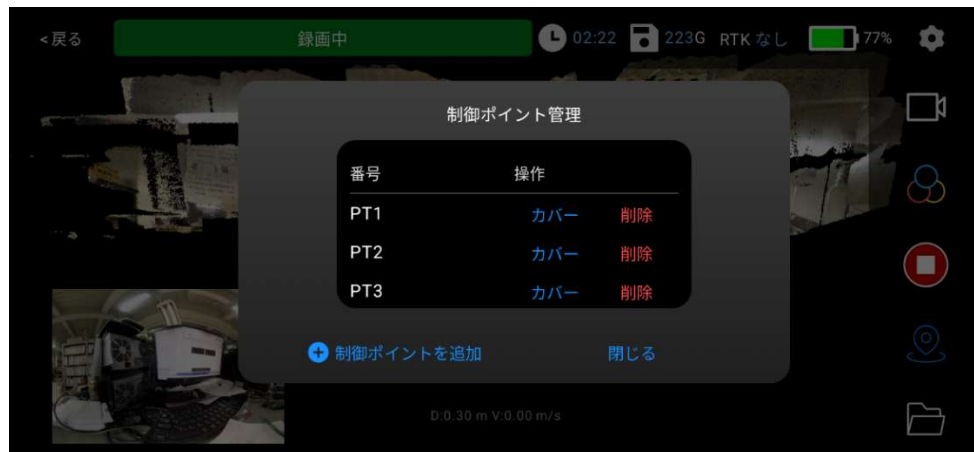 <戻る 録画中 02:22 223G RTK なし 77%
制御ポイント管理
番号 操作
PT1 カバー 削除
PT2 カバー 削除
PT3 カバー 削除
制御ポイントを追加 閉じる
D:0.30 m V:0.00 m/s